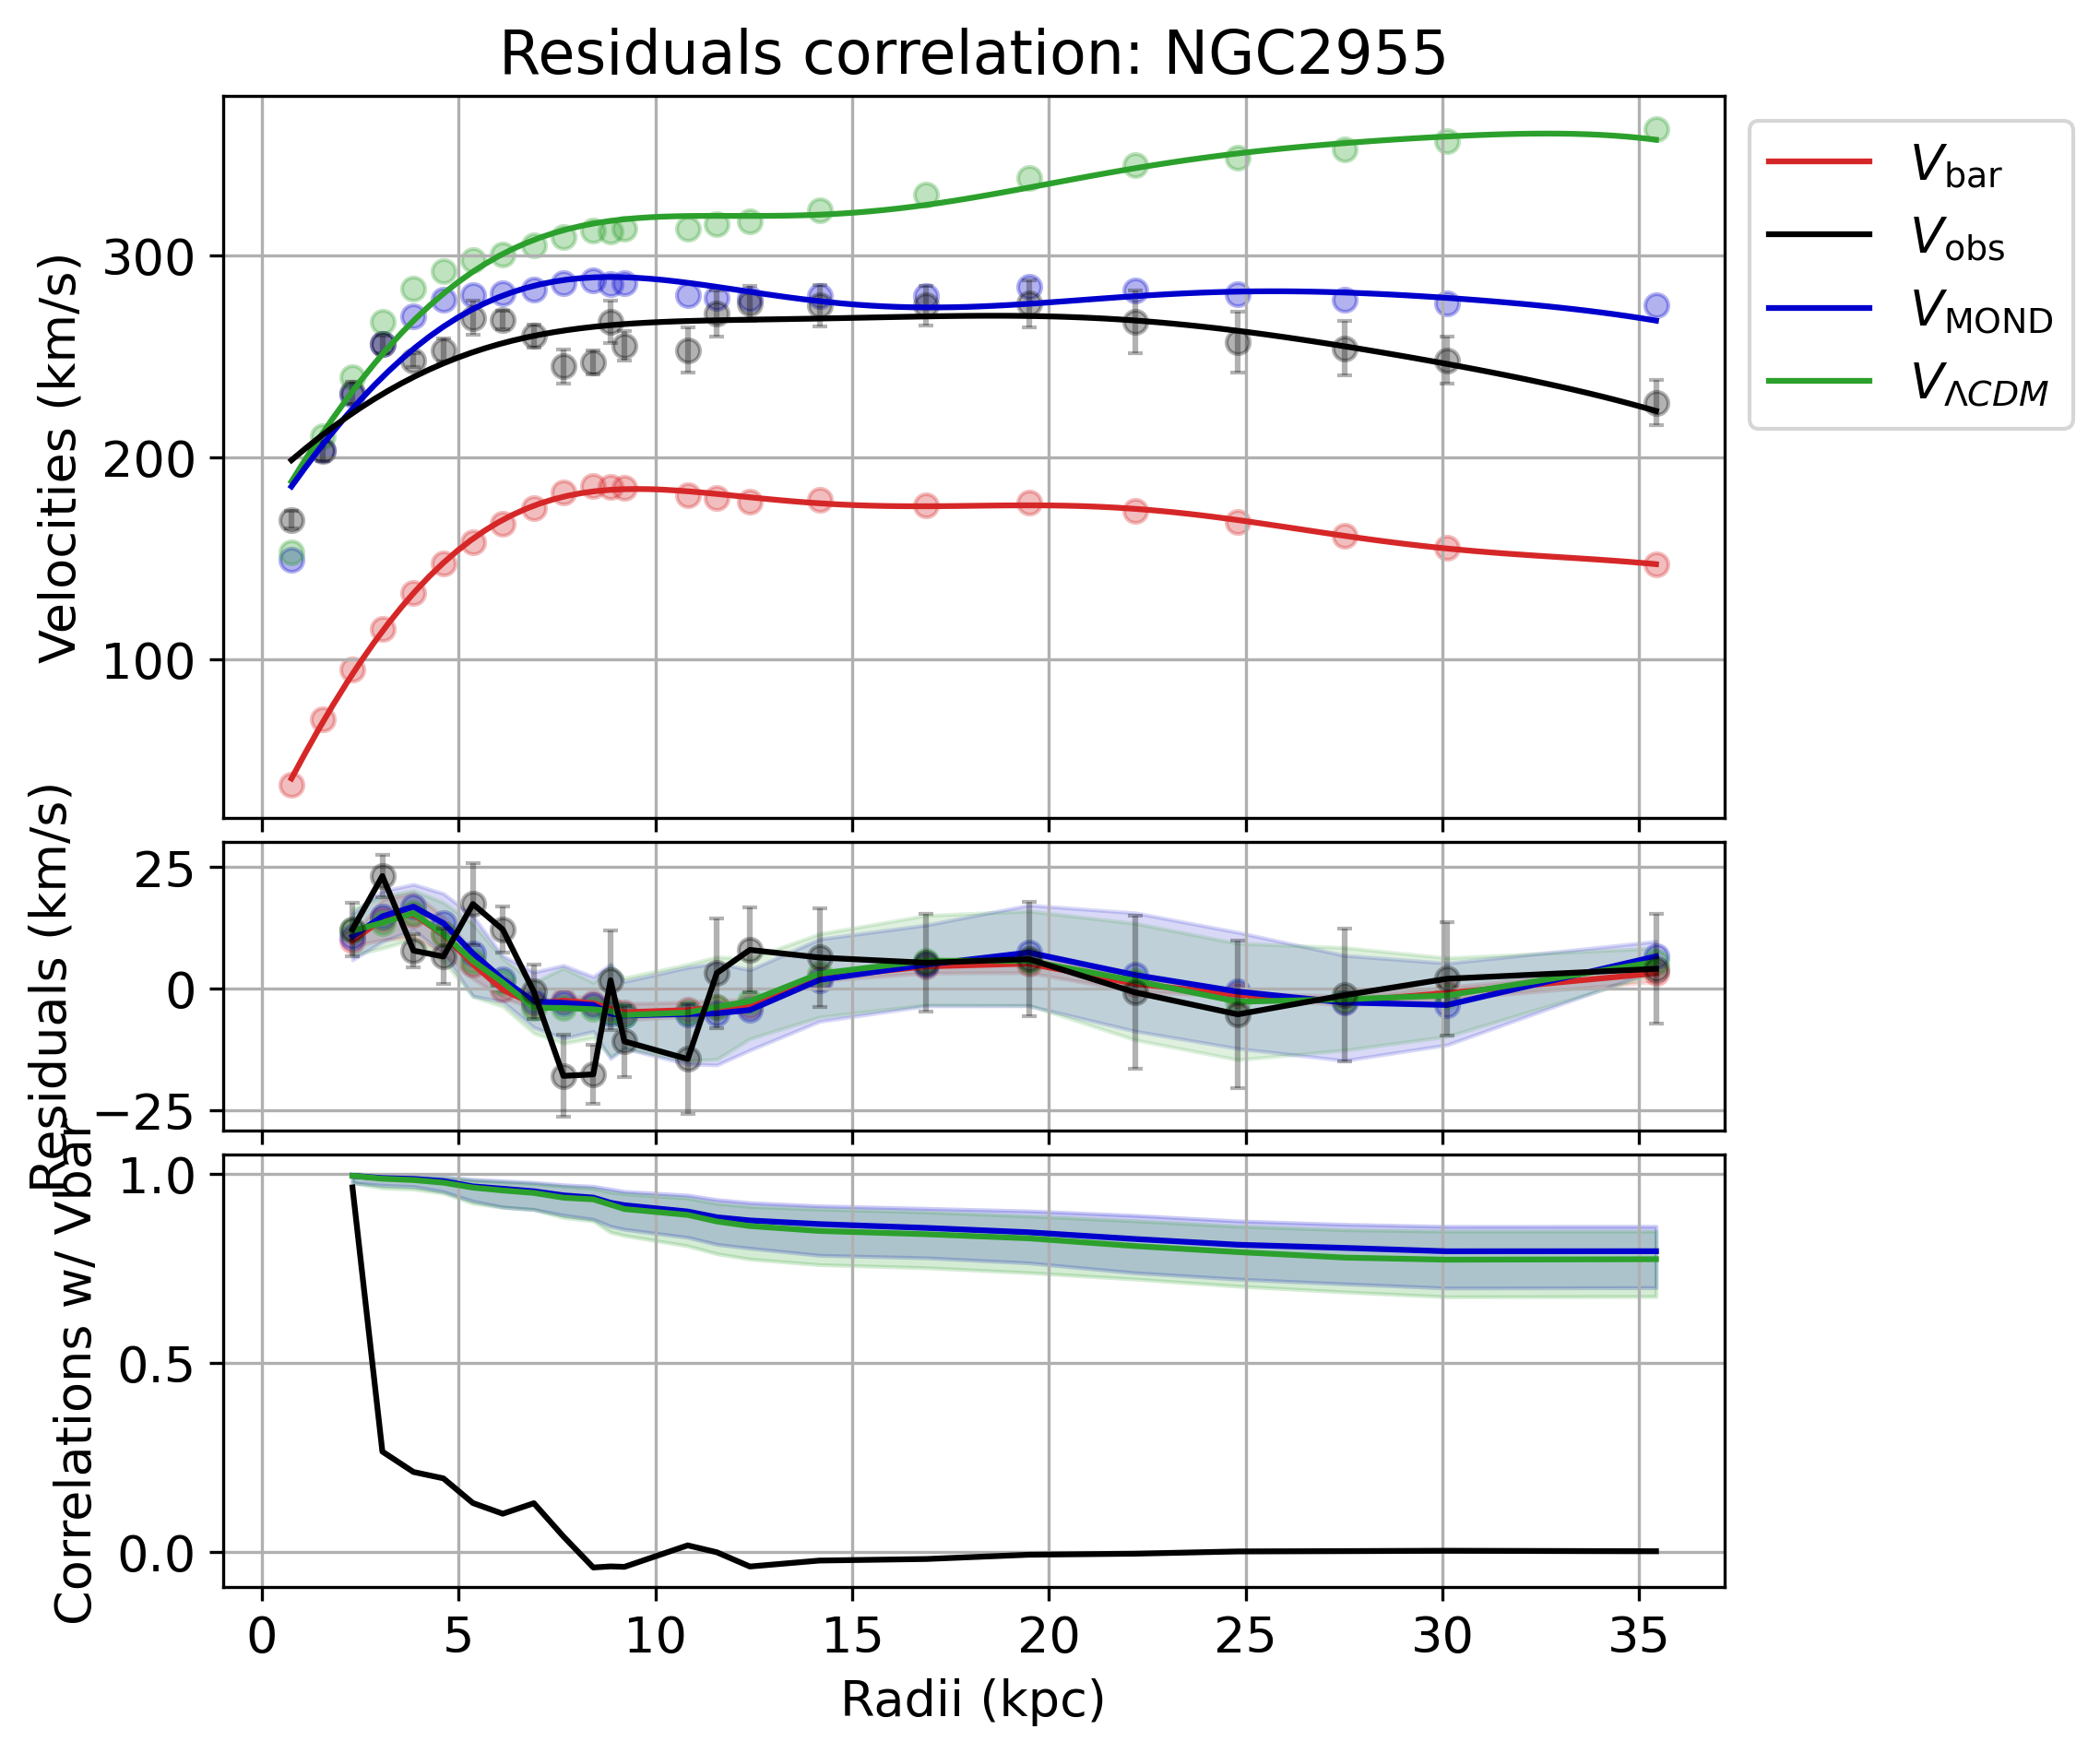 Residuals correlation: NGC2955
Velocities (km/s)
300
200
100
V_bar
V_obs
V_MOND
V_ΛCDM
Residuals (km/s)
25
0
−25
Correlations w/ Vbar
1.0
0.5
0.0
0 5 10 15 20 25 30 35
Radii (kpc)